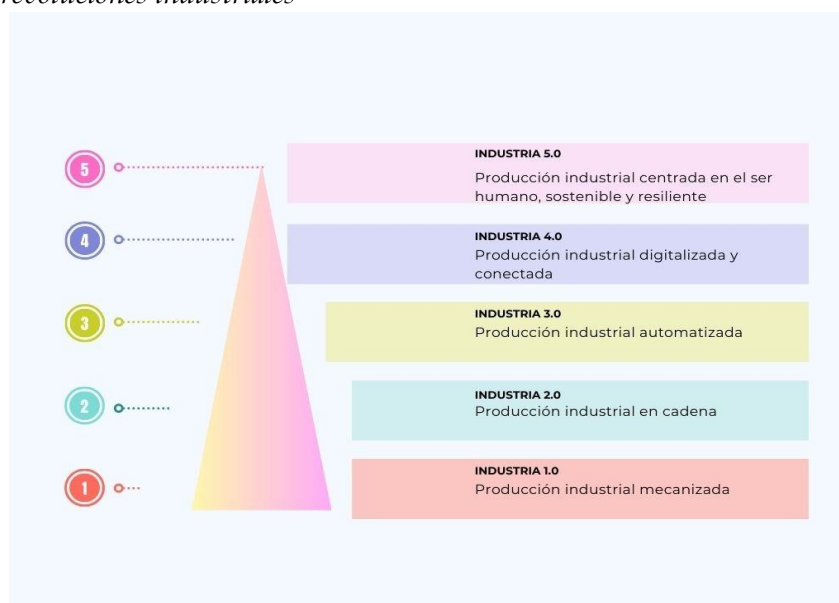 revoluciones industriales
5
INDUSTRIA 5.0
Producción industrial centrada en el ser
humano, sostenible y resiliente
4
INDUSTRIA 4.0
Producción industrial digitalizada y
conectada
3
INDUSTRIA 3.0
Producción industrial automatizada
2
INDUSTRIA 2.0
Producción industrial en cadena
1
INDUSTRIA 1.0
Producción industrial mecanizada